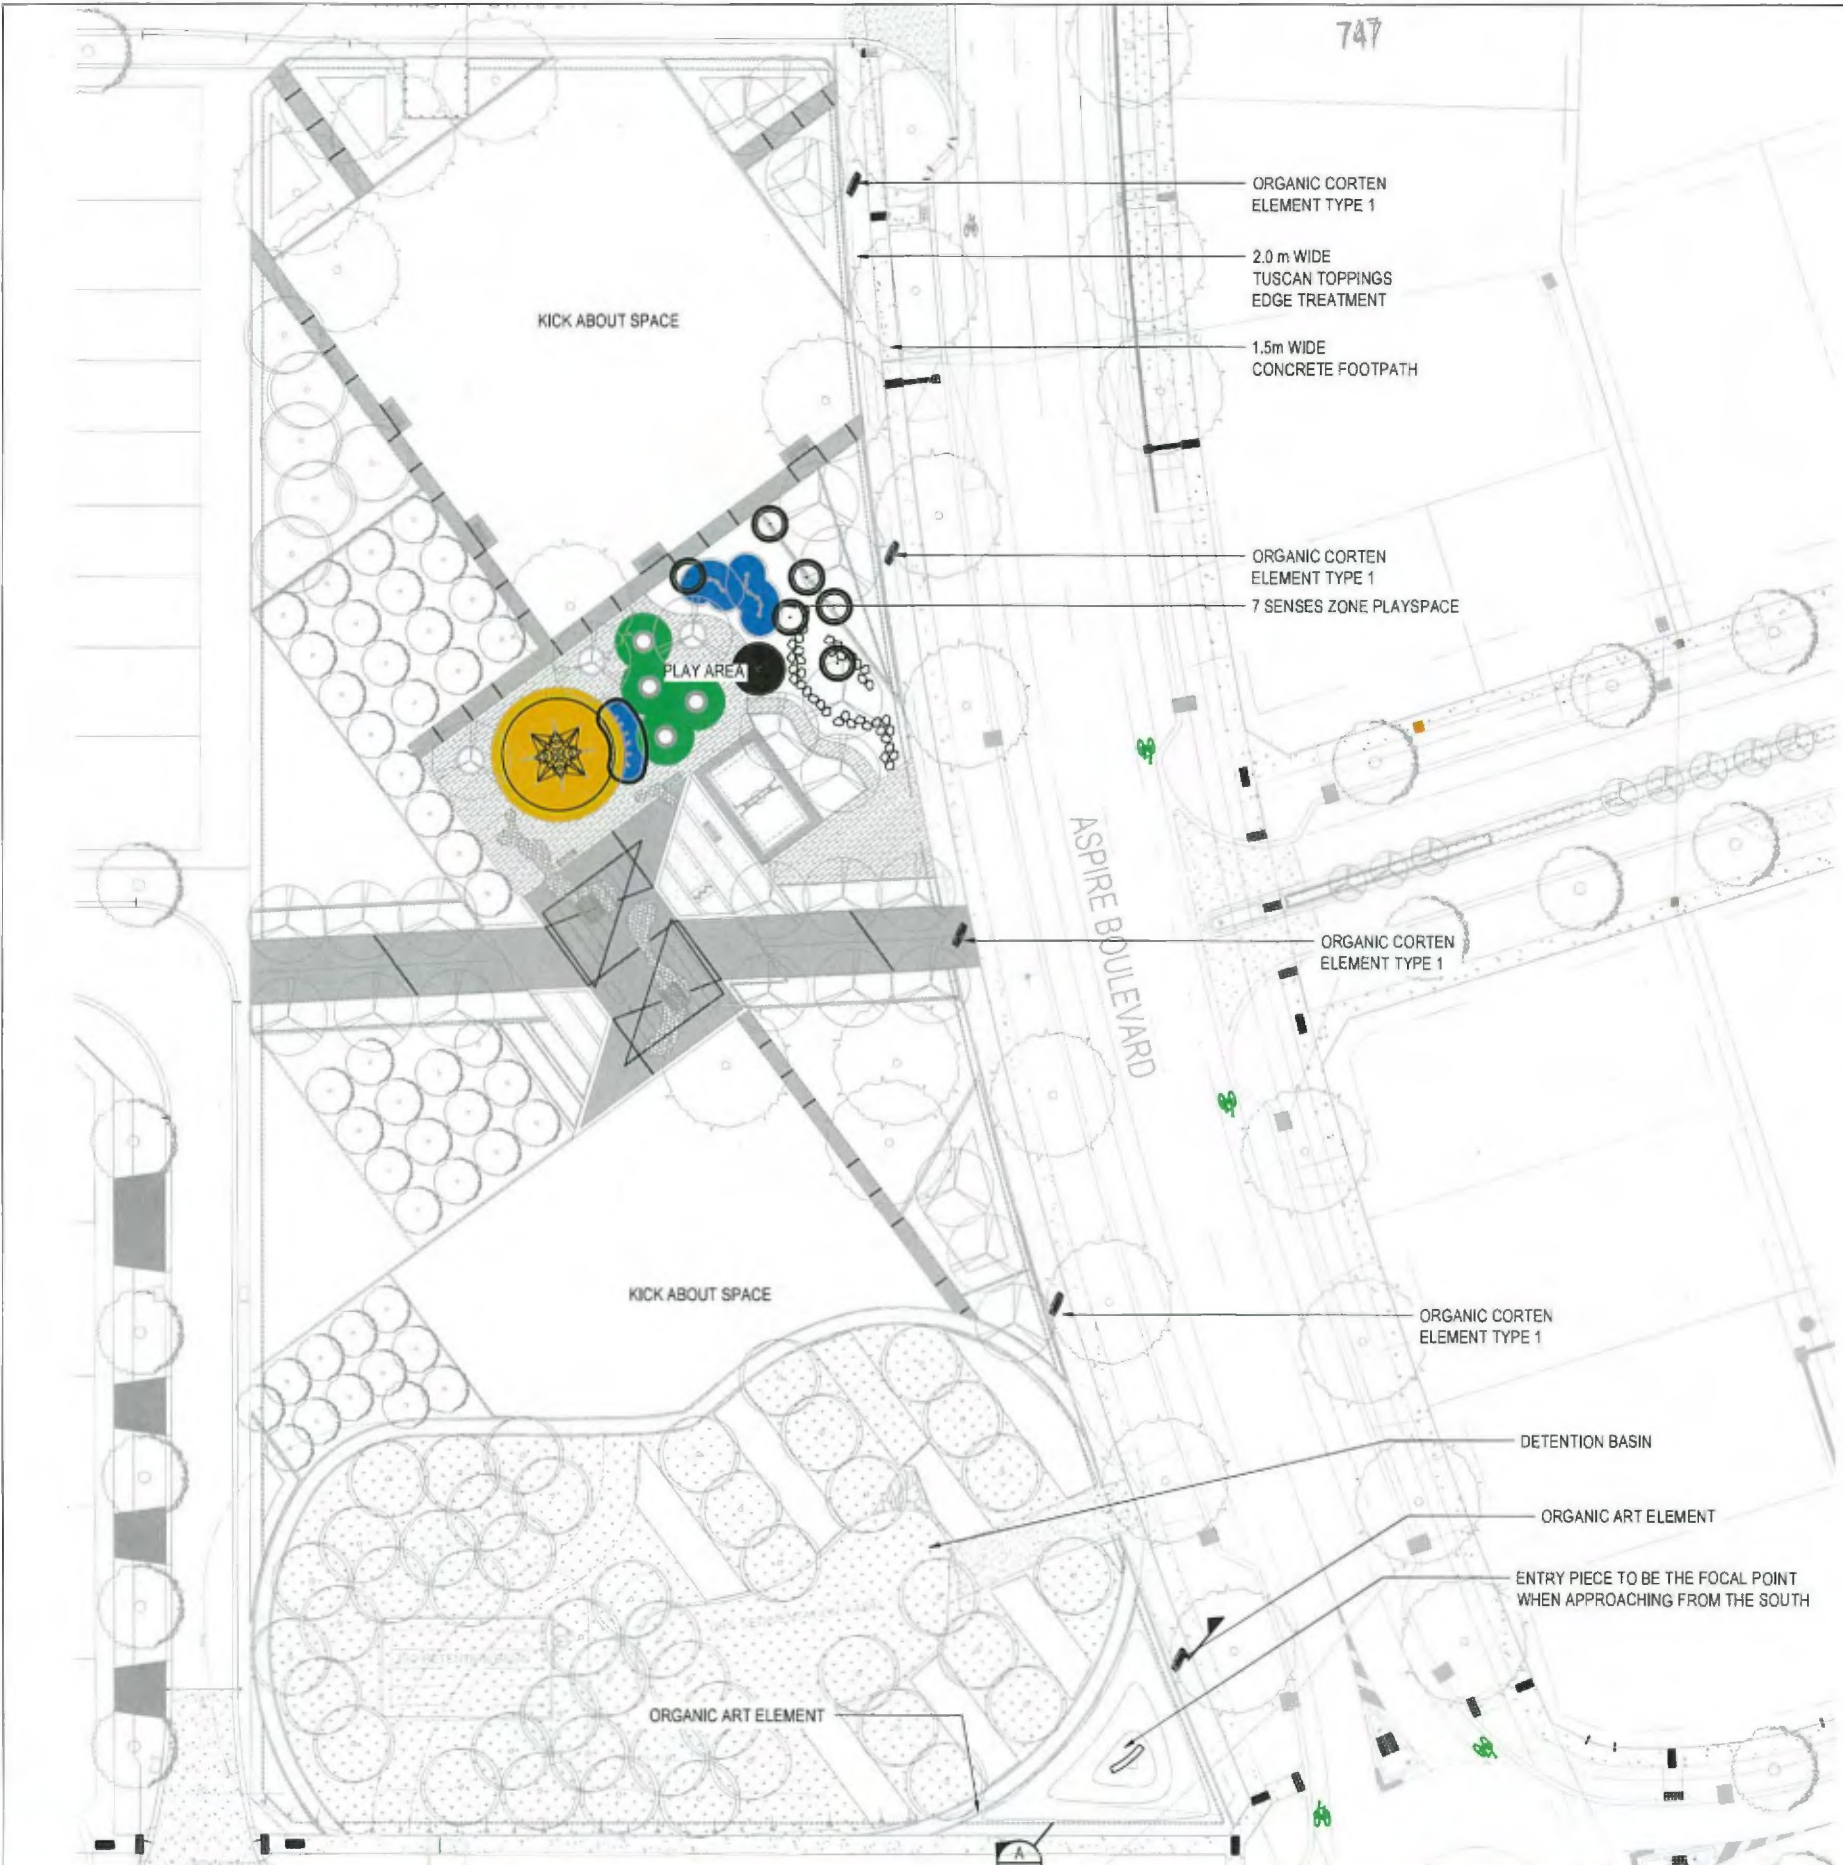 747
ORGANIC CORTEN
ELEMENT TYPE 1
2.0 m WIDE
TUSCAN TOPPINGS
EDGE TREATMENT
KICK ABOUT SPACE
1.5m WIDE
CONCRETE FOOTPATH
ORGANIC CORTEN
ELEMENT TYPE 1
7 SENSES ZONE PLAYSPACE
PLAY AREA
ASPIRE BOULEVARD
ORGANIC CORTEN
ELEMENT TYPE 1
KICK ABOUT SPACE
ORGANIC CORTEN
ELEMENT TYPE 1
DETENTION BASIN
ORGANIC ART ELEMENT
ENTRY PIECE TO BE THE FOCAL POINT
WHEN APPROACHING FROM THE SOUTH
ORGANIC ART ELEMENT
A